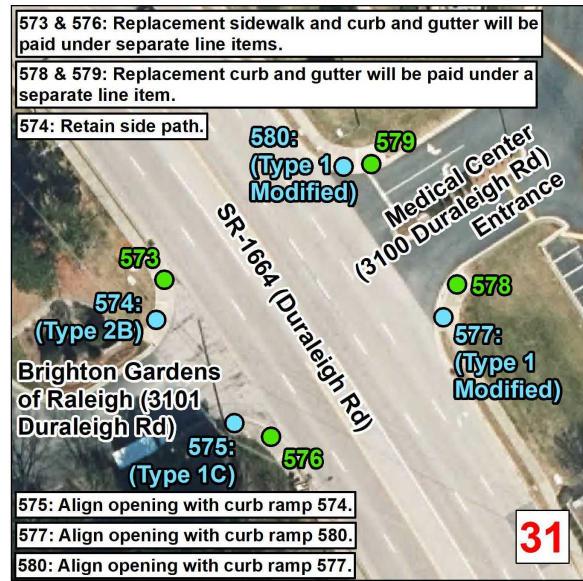 573 & 576: Replacement sidewalk and curb and gutter will be
paid under separate line items.
578 & 579: Replacement curb and gutter will be paid under a
separate line item.
574: Retain side path.
580:
(Type 1
Modified)
579
Medical Center
(3100 Duraleigh Rd)
Entrance
SR-1664 (Duraleigh Rd)
573
574:
(Type 2B)
578
577:
(Type 1
Modified)
Brighton Gardens
of Raleigh (3101
Duraleigh Rd)
575:
(Type 1C)
576
575: Align opening with curb ramp 574.
577: Align opening with curb ramp 580.
580: Align opening with curb ramp 577.
31